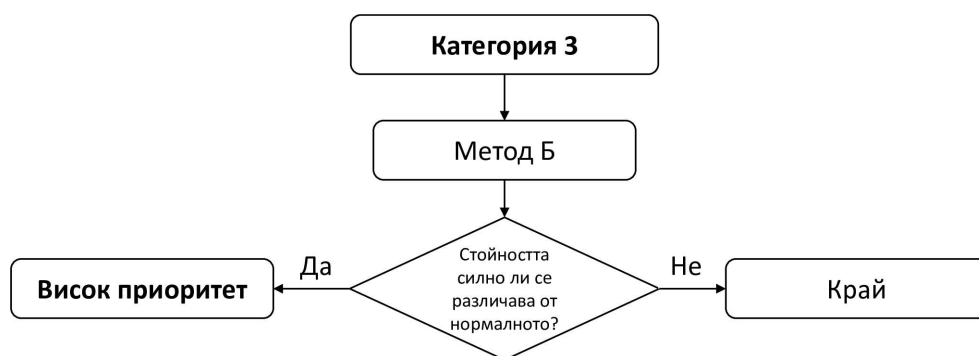 Категория 3
Метод Б
Стойността
силно ли се
различава от
нормалното?
Да
Не
Висок приоритет
Край